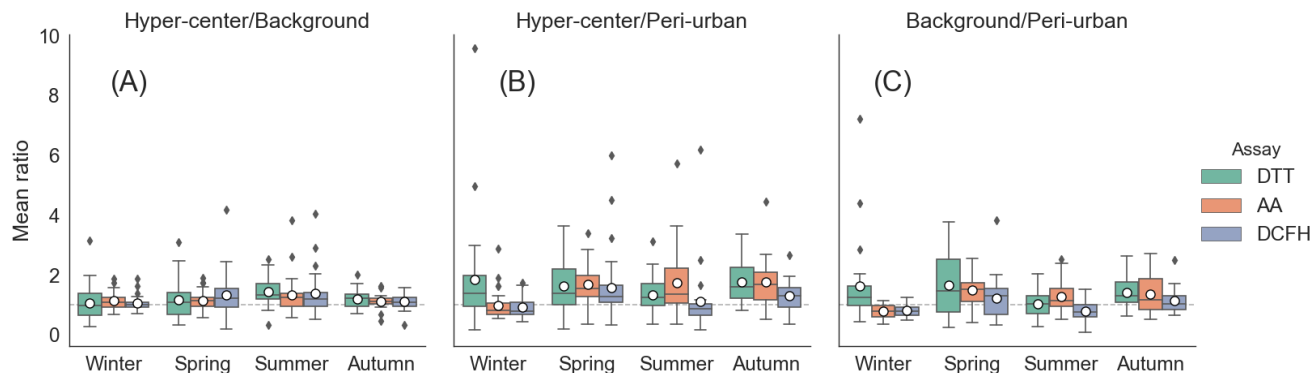 Hyper-center/Background
Hyper-center/Peri-urban
Background/Peri-urban
10
8
6
4
2
0
Mean ratio
(A)
(B)
(C)
Winter Spring Summer Autumn
Winter Spring Summer Autumn
Winter Spring Summer Autumn
Assay
DTT
AA
DCFH